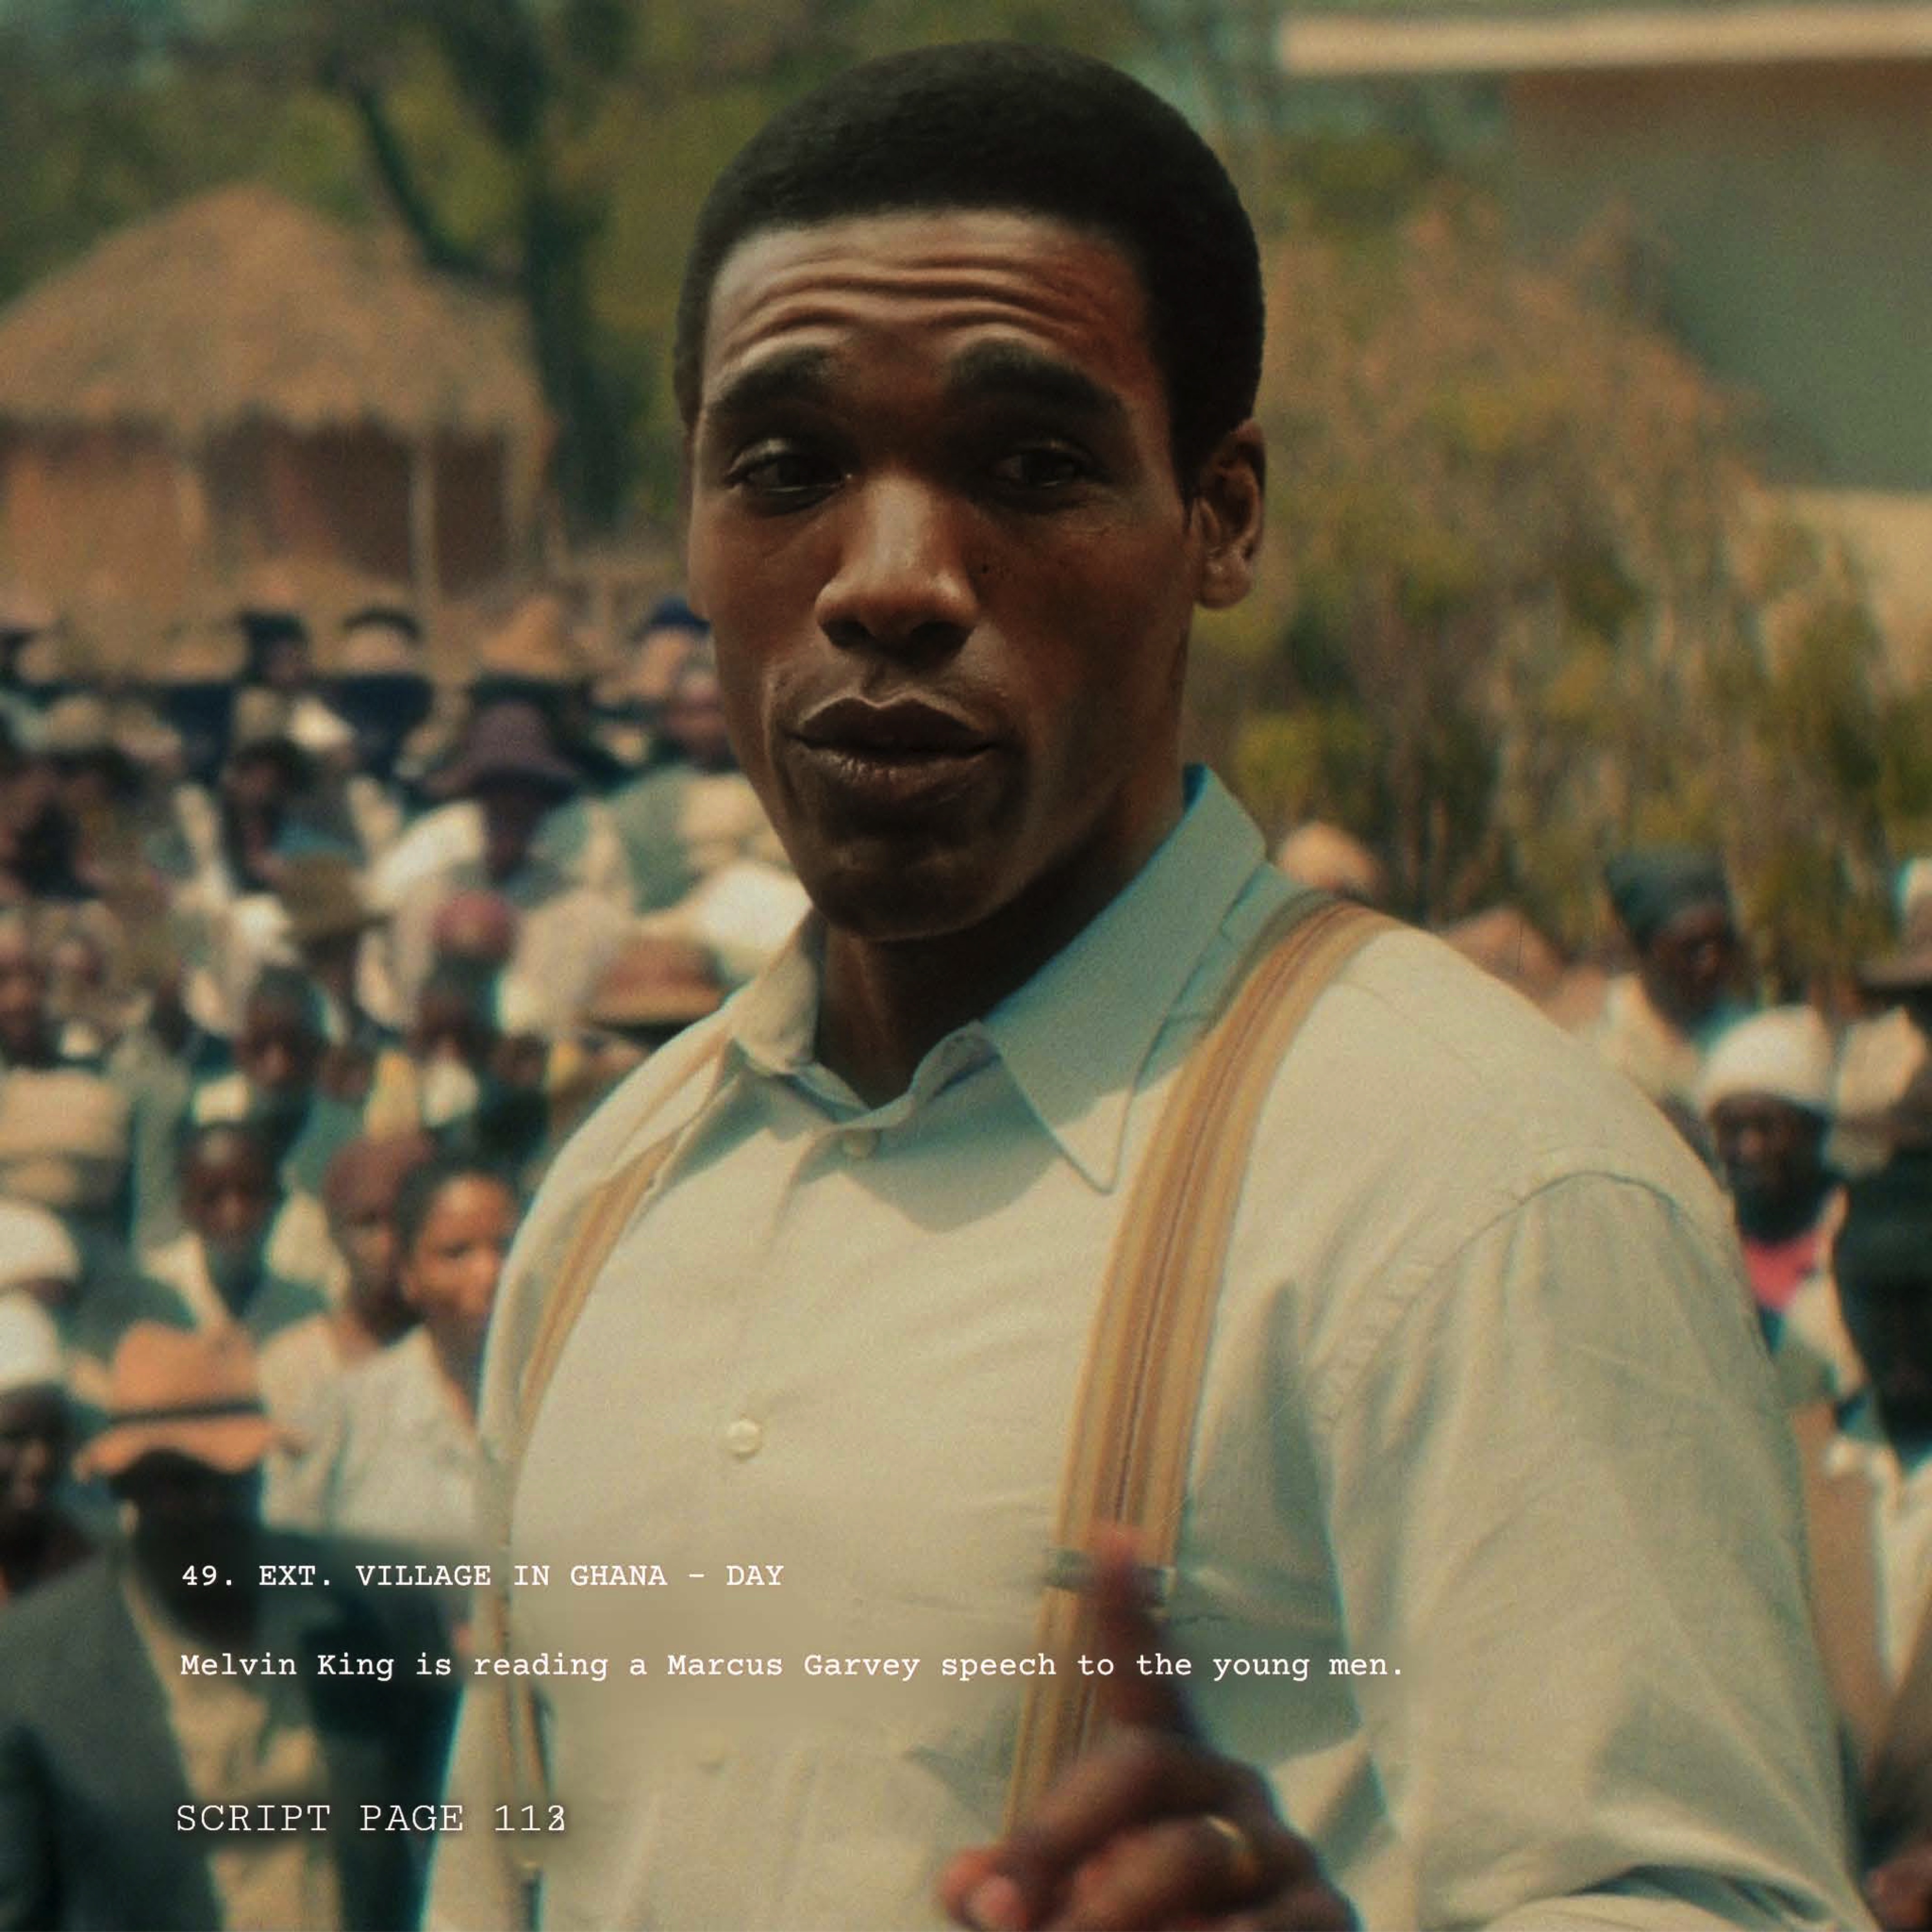 49. EXT. VILLAGE IN GHANA - DAY
Melvin King is reading a Marcus Garvey speech to the young men.
SCRIPT PAGE